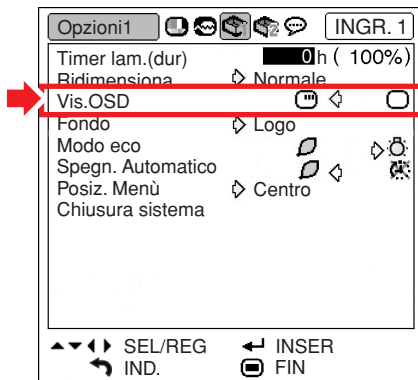 Opzioni1 INGR. 1
Timer lam.(dur) 0 h ( 100%)
Ridimensiona Normale
Vis.OSD
Fondo Logo
Modo eco
Spegn. Automatico
Posiz. Menù Centro
Chiusura sistema
SEL/REG INSER
IND. FIN